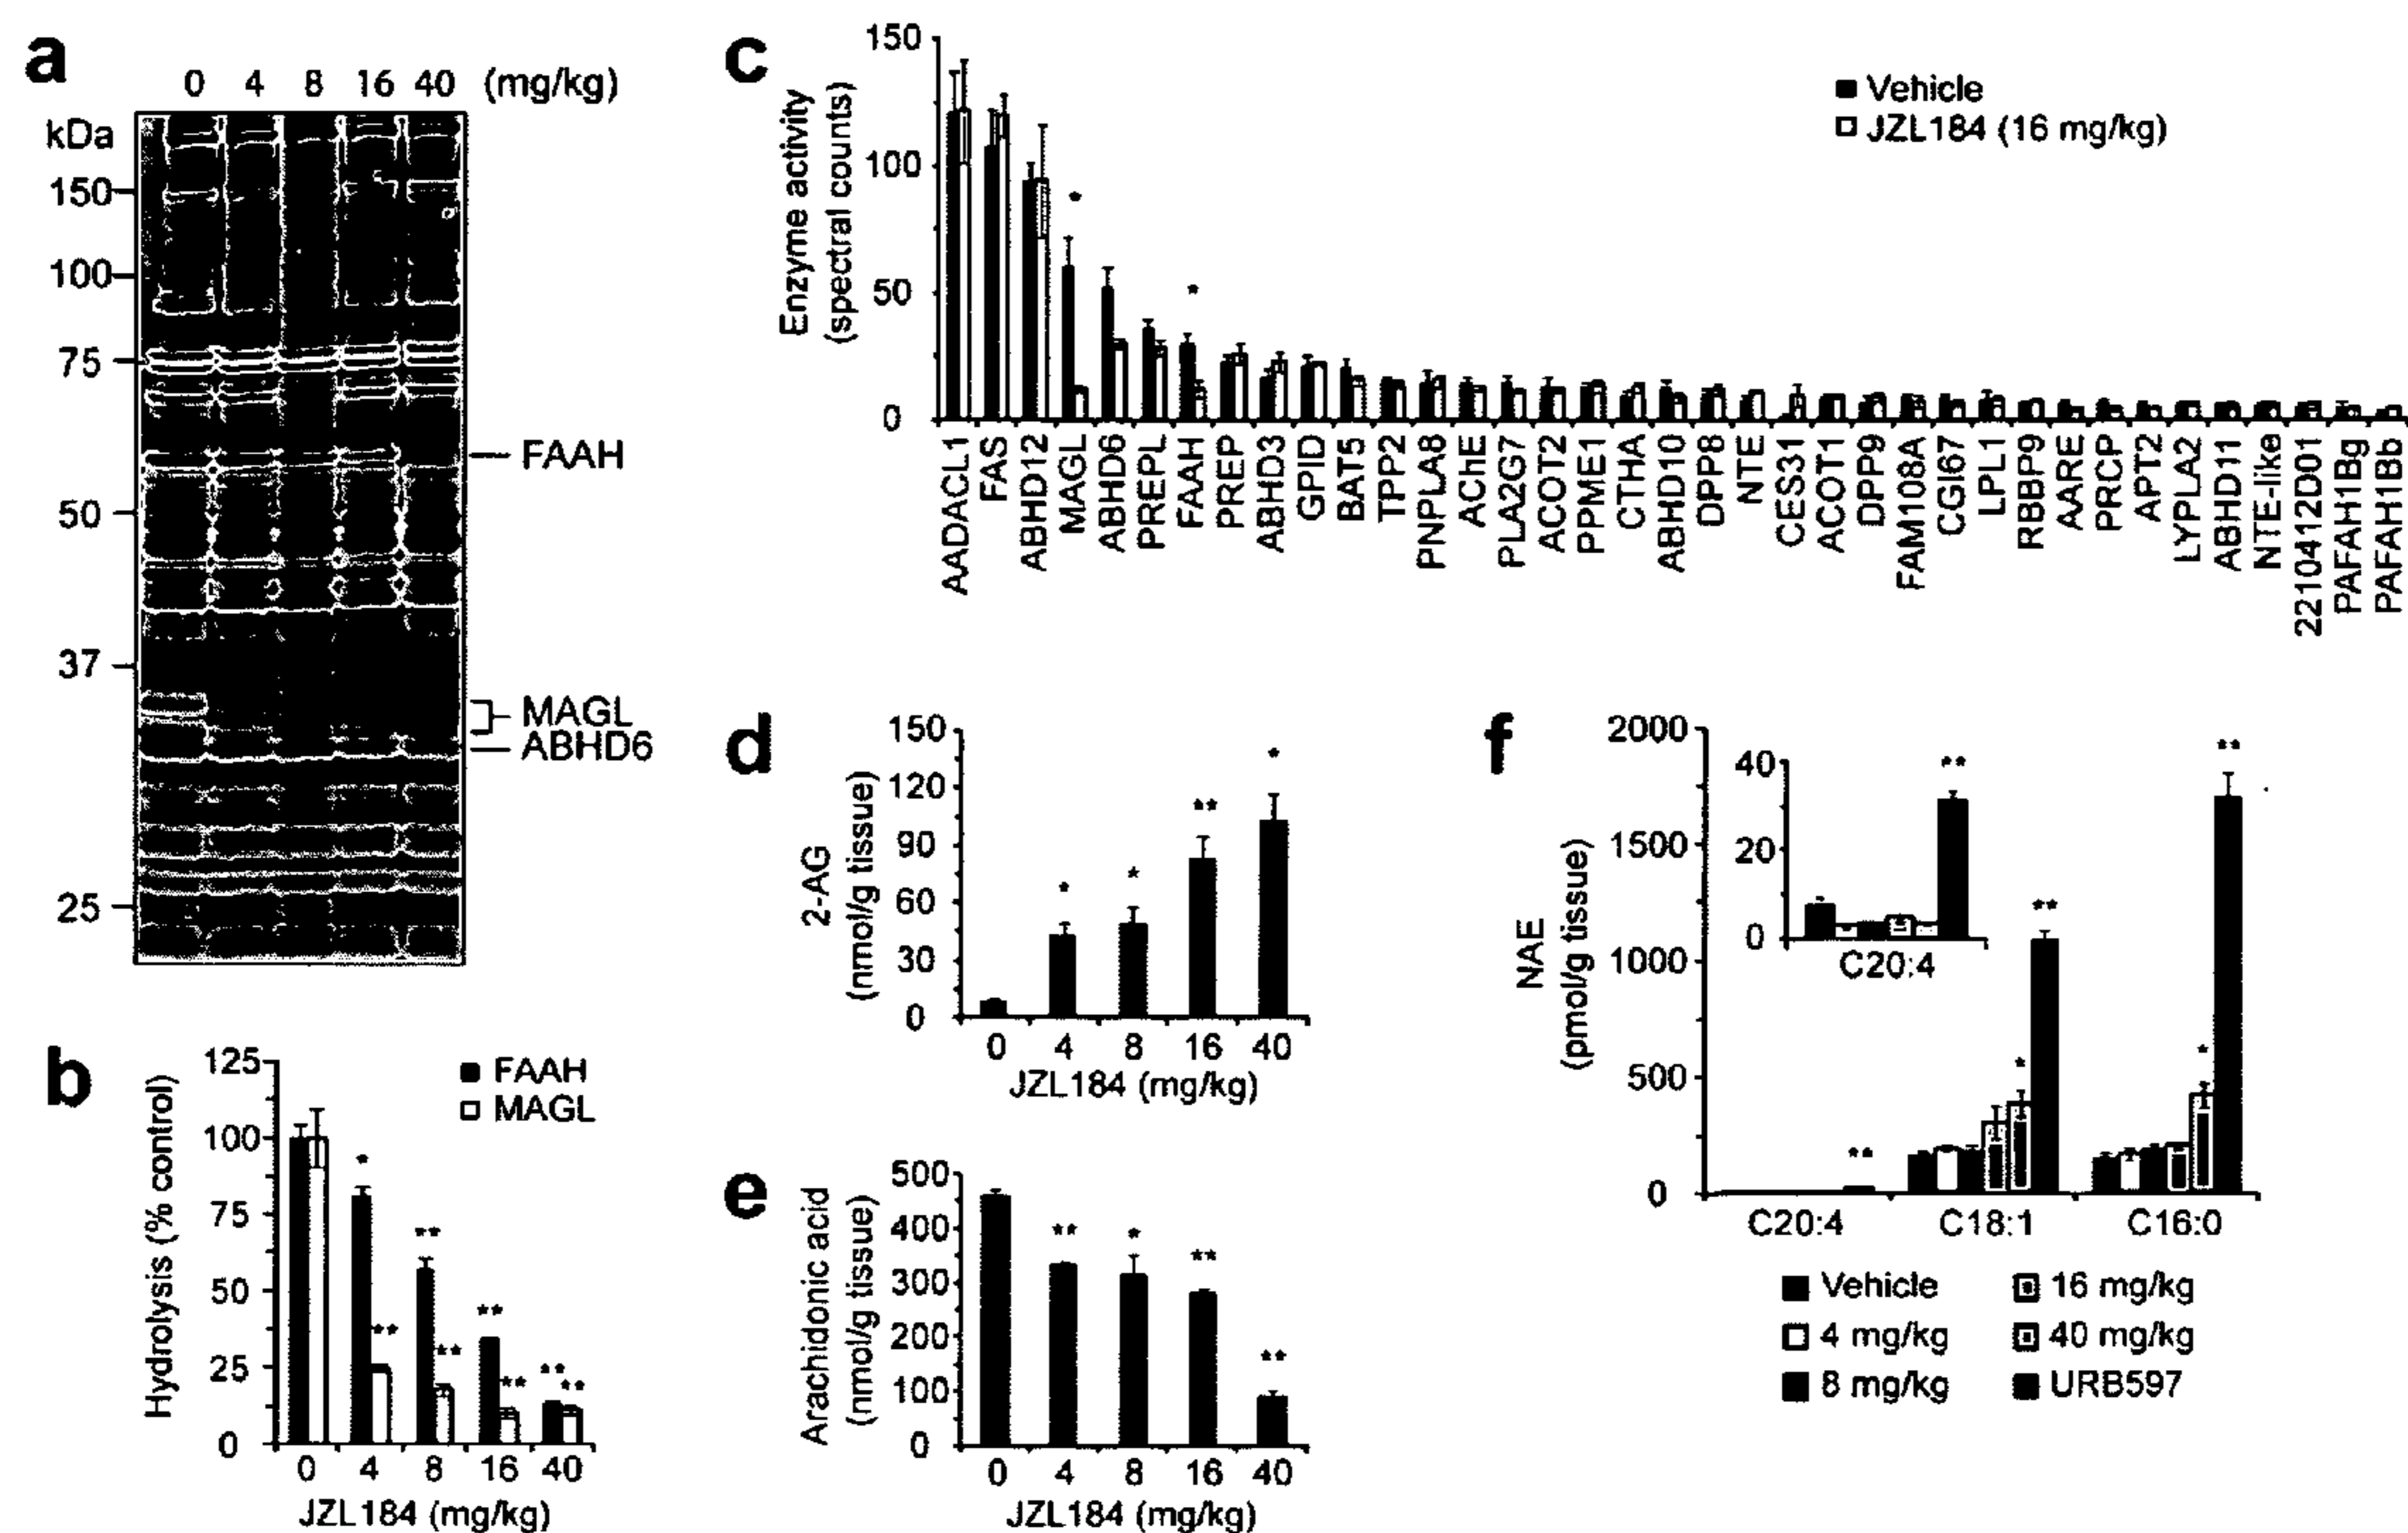 a
0 4 8 16 40 (mg/kg)
kDa
150
100
75
50
37
25
FAAH
MAGL
ABHD6
b
Hydrolysis (% control)
125
100
75
50
25
0
FAAH
MAGL
* ** ** ** ** ** ** **
0 4 8 16 40
JZL184 (mg/kg)
c
Enzyme activity
(spectral counts)
150
100
50
0
Vehicle
JZL184 (16 mg/kg)
* *
AADACL1
FAS
ABHD12
MAGL
ABHD6
PREPL
FAAH
PREP
ABHD3
GPID
BAT5
TPP2
PNPLA8
AChE
PLA2G7
ACOT2
PPME1
CTHA
ABHD10
DPP8
NTE
CES31
ACOT1
DPP9
FAM108A
CGI67
LPL1
RBBP9
AARE
PRCP
APT2
LYPLA2
ABHD11
NTE-like
2210412D01
PAFAH1Bg
PAFAH1Bb
d
2-AG
(nmol/g tissue)
150
120
90
60
30
0
* * ** *
0 4 8 16 40
JZL184 (mg/kg)
e
Arachidonic acid
(nmol/g tissue)
500
400
300
200
100
0
** * ** **
0 4 8 16 40
JZL184 (mg/kg)
f
NAE
(pmol/g tissue)
2000
1500
1000
500
0
40
20
0
**
C20:4
** * ** * **
C20:4 C18:1 C16:0
Vehicle
4 mg/kg
8 mg/kg
16 mg/kg
40 mg/kg
URB597